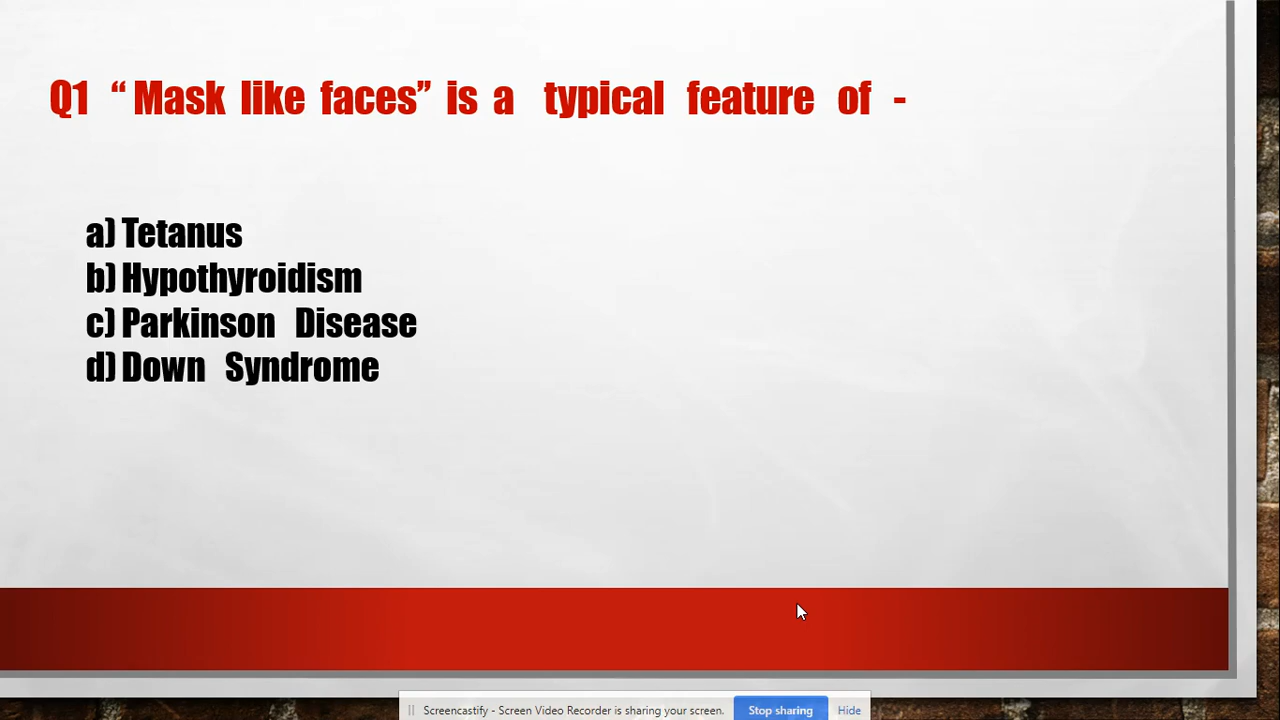 Q1 “ Mask like faces” is a typical feature of -
a) Tetanus
b) Hypothyroidism
c) Parkinson Disease
d) Down Syndrome
Screencastify - Screen Video Recorder is sharing your screen. Stop sharing Hide